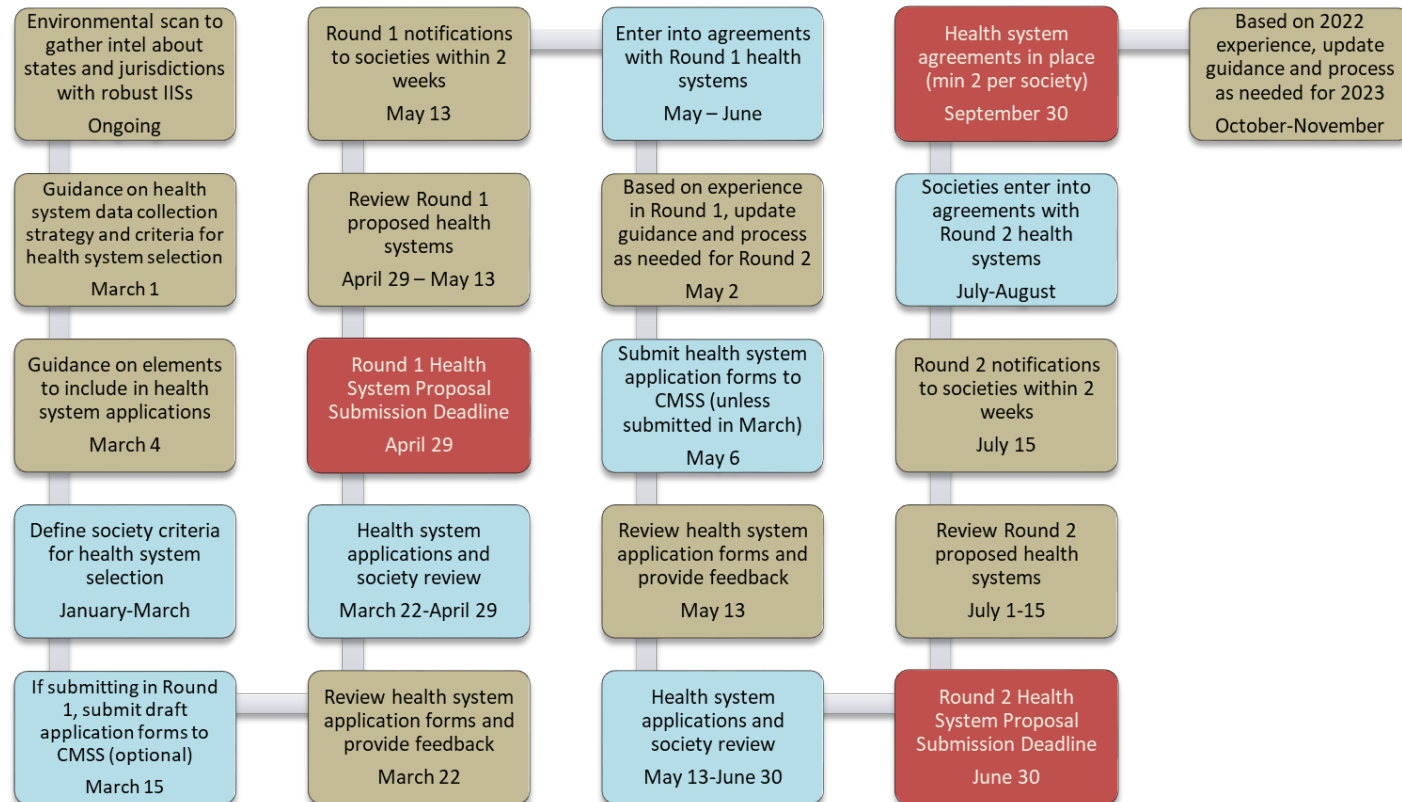 Environmental scan to
gather intel about
states and jurisdictions
with robust IISs
Ongoing
Guidance on health
system data collection
strategy and criteria for
health system selection
March 1
Guidance on elements
to include in health
system applications
March 4
Define society criteria
for health system
selection
January-March
If submitting in Round
1, submit draft
application forms to
CMSS (optional)
March 15
Review health system
application forms and
provide feedback
March 22
Health system
applications and
society review
March 22-April 29
Round 1 Health
System Proposal
Submission Deadline
April 29
Review Round 1
proposed health
systems
April 29 – May 13
Round 1 notifications
to societies within 2
weeks
May 13
Enter into agreements
with Round 1 health
systems
May – June
Based on experience
in Round 1, update
guidance and process
as needed for Round 2
May 2
Submit health system
application forms to
CMSS (unless
submitted in March)
May 6
Review health system
application forms and
provide feedback
May 13
Health system
applications and
society review
May 13-June 30
Round 2 Health
System Proposal
Submission Deadline
June 30
Review Round 2
proposed health
systems
July 1-15
Round 2 notifications
to societies within 2
weeks
July 15
Societies enter into
agreements with
Round 2 health
systems
July-August
Health system
agreements in place
(min 2 per society)
September 30
Based on 2022
experience, update
guidance and process
as needed for 2023
October-November